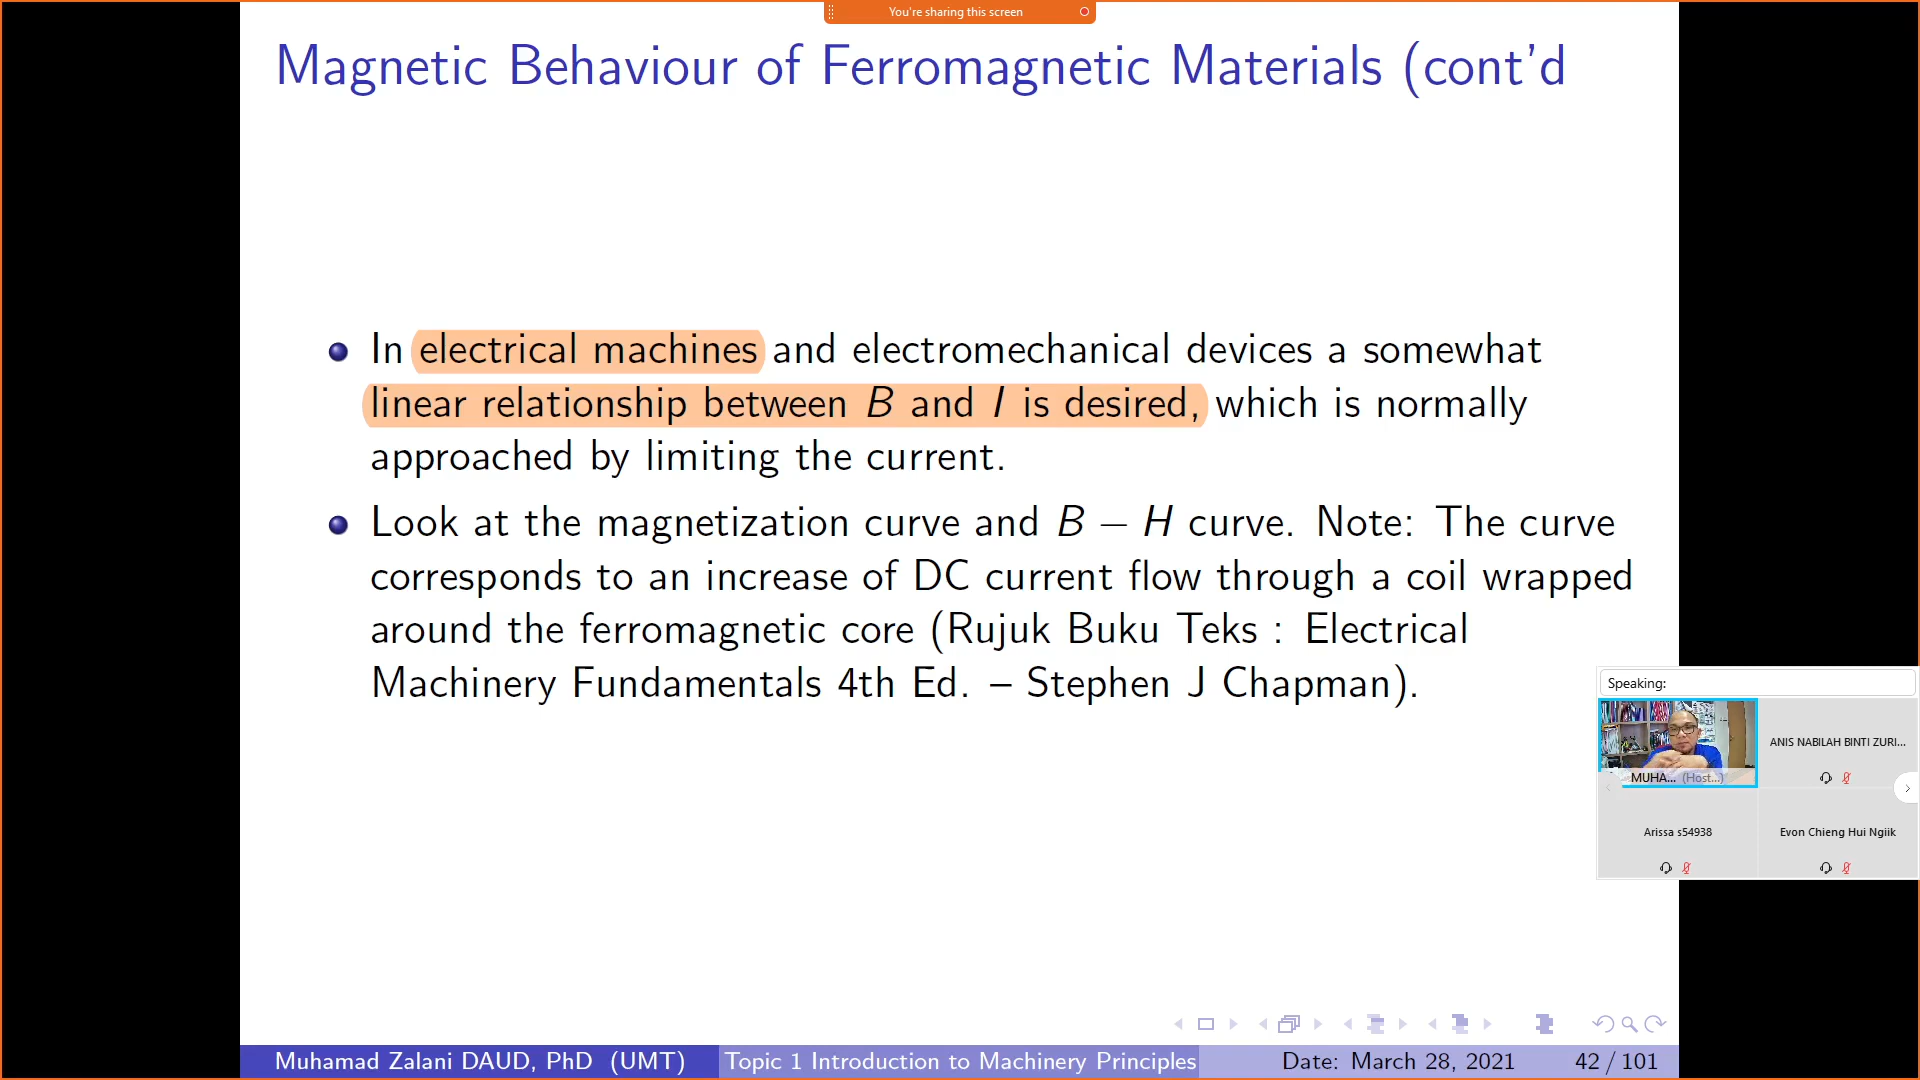 You're sharing this screen
Magnetic Behaviour of Ferromagnetic Materials (cont'd
In electrical machines and electromechanical devices a somewhat
linear relationship between B and I is desired, which is normally
approached by limiting the current.
Look at the magnetization curve and B − H curve. Note: The curve
corresponds to an increase of DC current flow through a coil wrapped
around the ferromagnetic core (Rujuk Buku Teks : Electrical
Machinery Fundamentals 4th Ed. – Stephen J Chapman).
Speaking:
MUHA... (Host...)
ANIS NABILAH BINTI ZURI...
Arissa s54938
Evon Chieng Hui Ngiik
Muhamad Zalani DAUD, PhD (UMT)
Topic 1 Introduction to Machinery Principles
Date: March 28, 2021
42 / 101